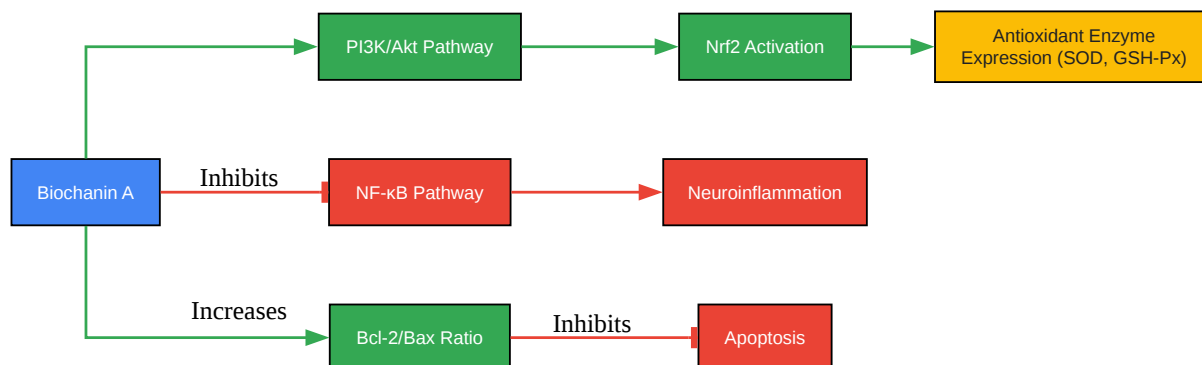 PI3K/Akt Pathway
Nrf2 Activation
Antioxidant Enzyme
Expression (SOD, GSH-Px)
Biochanin A
Inhibits
NF-κB Pathway
Neuroinflammation
Increases
Bcl-2/Bax Ratio
Inhibits
Apoptosis